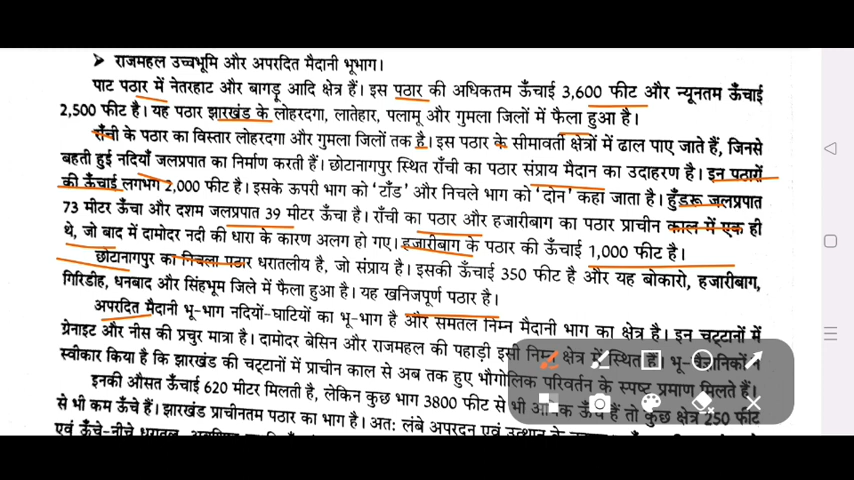 ➤ राजमहल उच्चभूमि और अपरदित मैदानी भूभाग।
पाट पठार में नेतरहाट और बागड़ू आदि क्षेत्र हैं। इस पठार की अधिकतम ऊँचाई 3,600 फीट और न्यूनतम ऊँचाई
2,500 फीट है। यह पठार झारखंड के लोहरदगा, लातेहार, पलामू और गुमला जिलों में फैला हुआ है।
राँची के पठार का विस्तार लोहरदगा और गुमला जिलों तक है। इस पठार के सीमावर्ती क्षेत्रों में ढाल पाए जाते हैं, जिनसे
बहती हुई नदियाँ जलप्रपात का निर्माण करती हैं। छोटानागपुर स्थित राँची का पठार संप्राय मैदान का उदाहरण है। इन पठारों
की ऊँचाई लगभग 2,000 फीट है। इसके ऊपरी भाग को 'टाँड' और निचले भाग को 'दोन' कहा जाता है। हुँडरू जलप्रपात
73 मीटर ऊँचा और दशम जलप्रपात 39 मीटर ऊँचा है। राँची का पठार और हजारीबाग का पठार प्राचीन काल में एक ही
थे, जो बाद में दामोदर नदी की धारा के कारण अलग हो गए। हजारीबाग के पठार की ऊँचाई 1,000 फीट है।
छोटानागपुर का निचला पठार धरातलीय है, जो संप्राय है। इसकी ऊँचाई 350 फीट है और यह बोकारो, हजारीबाग,
गिरिडीह, धनबाद और सिंहभूम जिले में फैला हुआ है। यह खनिजपूर्ण पठार है।
अपरदित मैदानी भू-भाग नदियों-घाटियों का भू-भाग है और समतल निम्न मैदानी भाग का क्षेत्र है। इन चट्टानों में
ग्रेनाइट और नीस की प्रचुर मात्रा है। दामोदर बेसिन और राजमहल की पहाड़ी इसी निम्न क्षेत्र में स्थित हैं। भू-वैज्ञानिकों ने
स्वीकार किया है कि झारखंड की चट्टानों में प्राचीन काल से अब तक हुए भौगोलिक परिवर्तन के स्पष्ट प्रमाण मिलते हैं।
इनकी औसत ऊँचाई 620 मीटर मिलती है, लेकिन कुछ भाग 3800 फीट से भी अधिक ऊँचे हैं तो कुछ क्षेत्र 250 फीट
से भी कम ऊँचे हैं। झारखंड प्राचीनतम पठार का भाग है। अतः लंबे अपरदन एवं उत्थान के
एवं ऊँचे-नीचे धरातल,